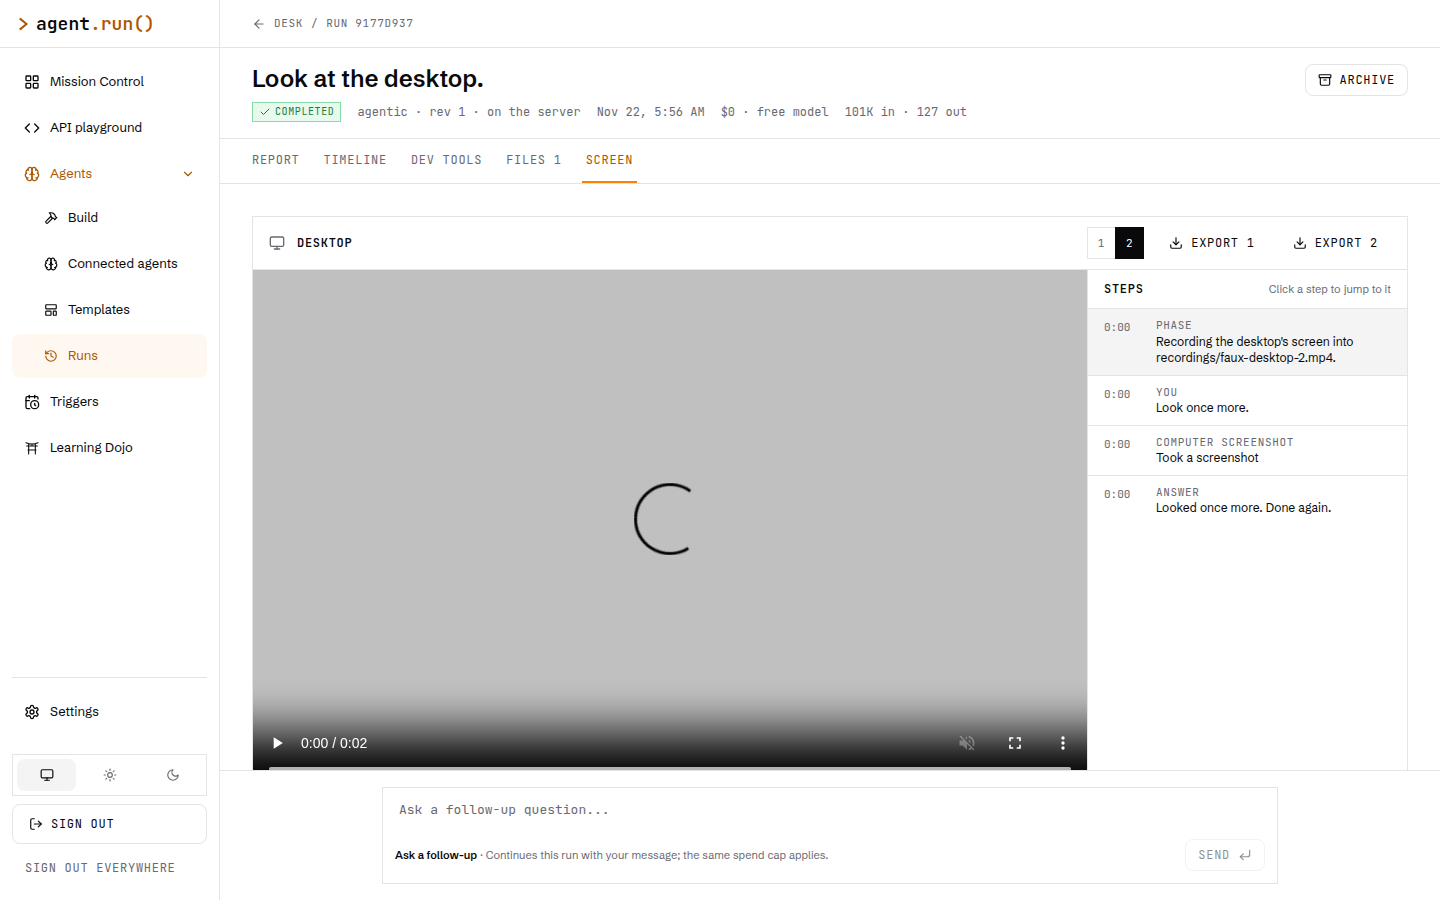 agent.run()
DESK / RUN 9177D937
Mission Control
API playground
Agents
Build
Connected agents
Templates
Runs
Triggers
Learning Dojo
Settings
SIGN OUT
SIGN OUT EVERYWHERE
Look at the desktop.
ARCHIVE
COMPLETED agentic · rev 1 · on the server Nov 22, 5:56 AM $0 · free model 101K in · 127 out
REPORT TIMELINE DEV TOOLS FILES 1 SCREEN
DESKTOP 1 2 EXPORT 1 EXPORT 2
0:00 / 0:02
STEPS Click a step to jump to it
0:00 PHASE
Recording the desktop's screen into
recordings/faux-desktop-2.mp4.
0:00 YOU
Look once more.
0:00 COMPUTER SCREENSHOT
Took a screenshot
0:00 ANSWER
Looked once more. Done again.
Ask a follow-up question...
Ask a follow-up · Continues this run with your message; the same spend cap applies.
SEND